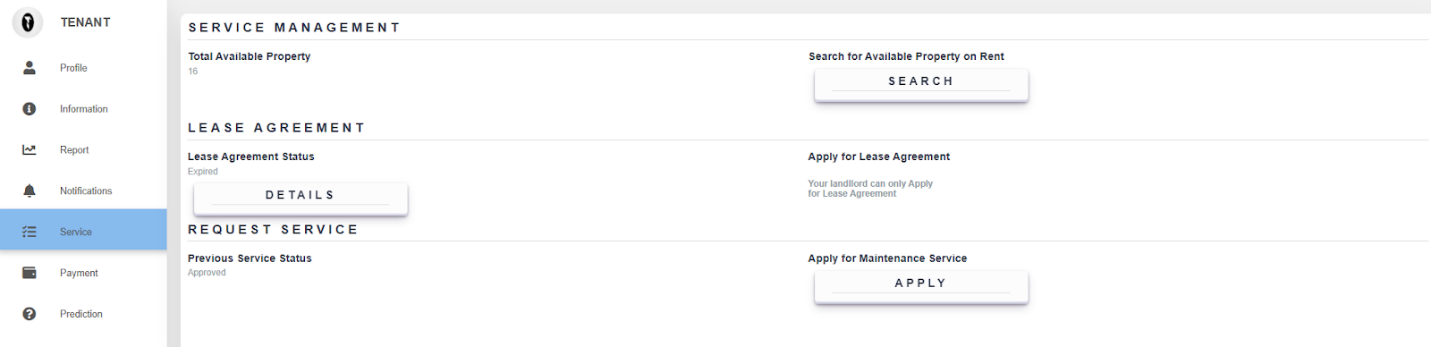 TENANT
Profile
Information
Report
Notifications
Service
Payment
Prediction
SERVICE MANAGEMENT
Total Available Property
16
Search for Available Property on Rent
SEARCH
LEASE AGREEMENT
Lease Agreement Status
Expired
DETAILS
Apply for Lease Agreement
Your landllord can only Apply
for Lease Agreement
REQUEST SERVICE
Previous Service Status
Approved
Apply for Maintenance Service
APPLY